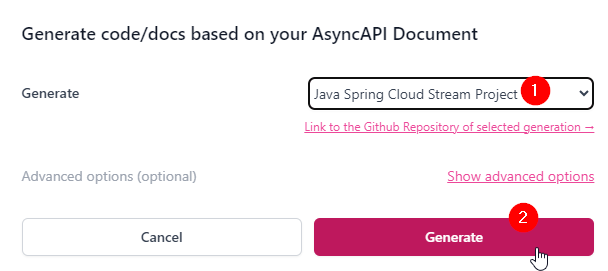 Generate code/docs based on your AsyncAPI Document
Generate
Java Spring Cloud Stream Project 1
Link to the Github Repository of selected generation →
Advanced options (optional)
Show advanced options
2
Cancel
Generate